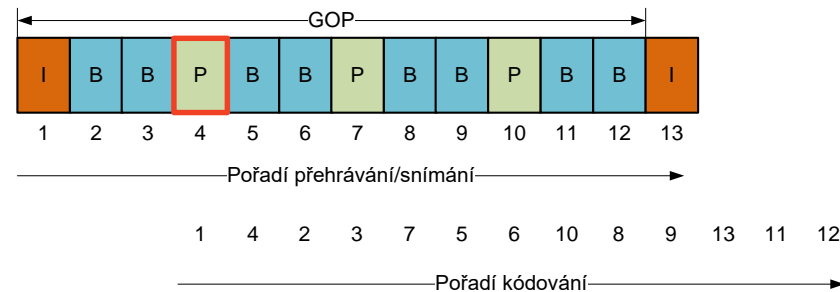 GOP
I B B P B B P B B P B B I
1 2 3 4 5 6 7 8 9 10 11 12 13
Pořadí přehrávání/snímání
1 4 2 3 7 5 6 10 8 9 13 11 12
Pořadí kódování